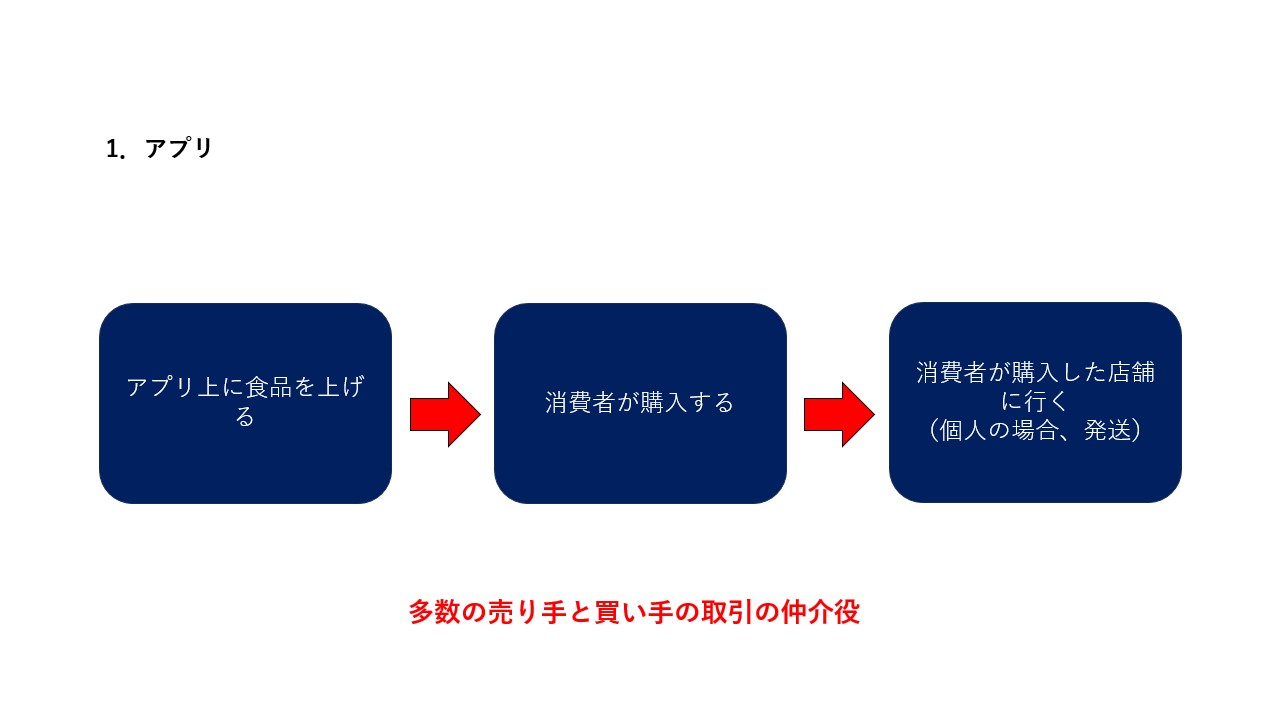 1. アプリ
アプリ上に食品を上げ
る
消費者が購入する
消費者が購入した店舗
に行く
（個人の場合、発送）
多数の売り手と買い手の取引の仲介役